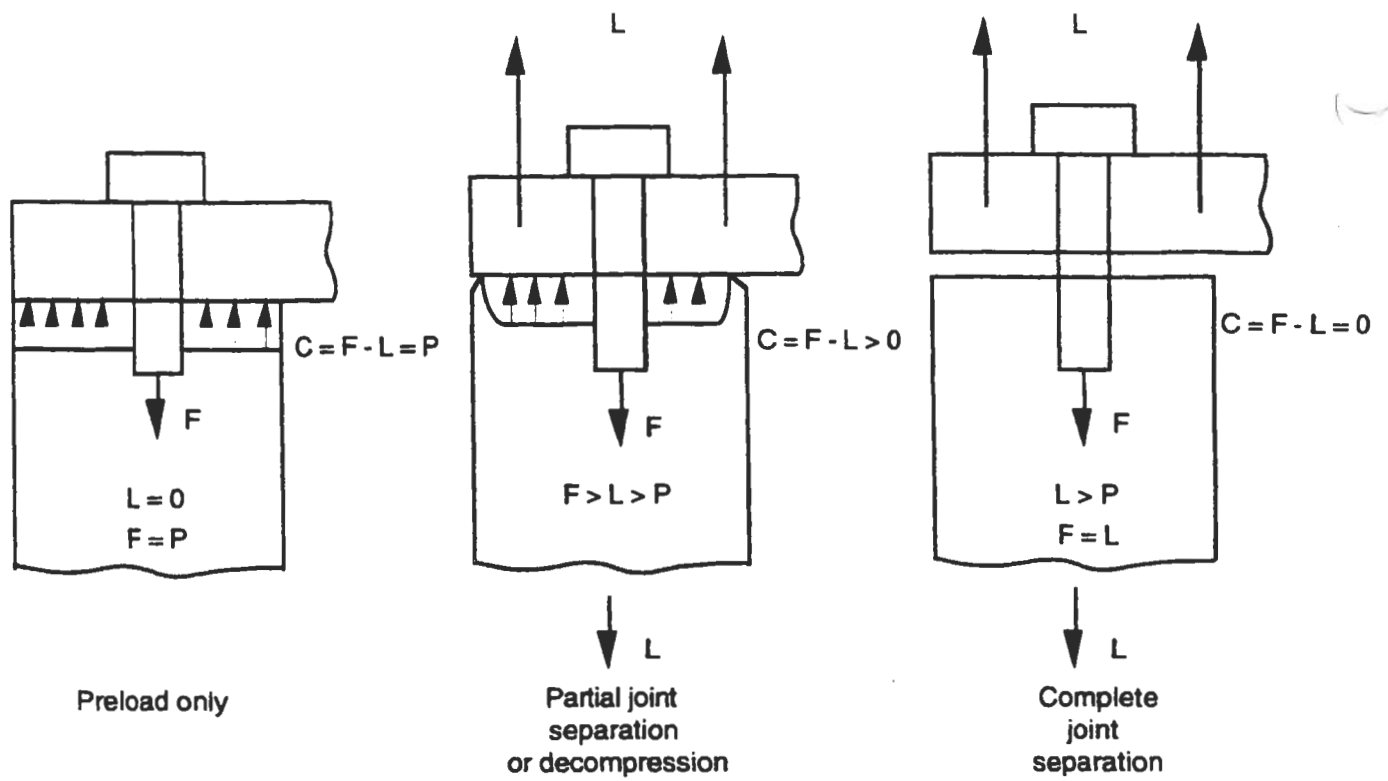 L
L
C = F - L = P
F
L = 0
F = P
Preload only
C = F - L > 0
F
F > L > P
L
Partial joint
separation
or decompression
C = F - L = 0
F
L > P
F = L
L
Complete
joint
separation